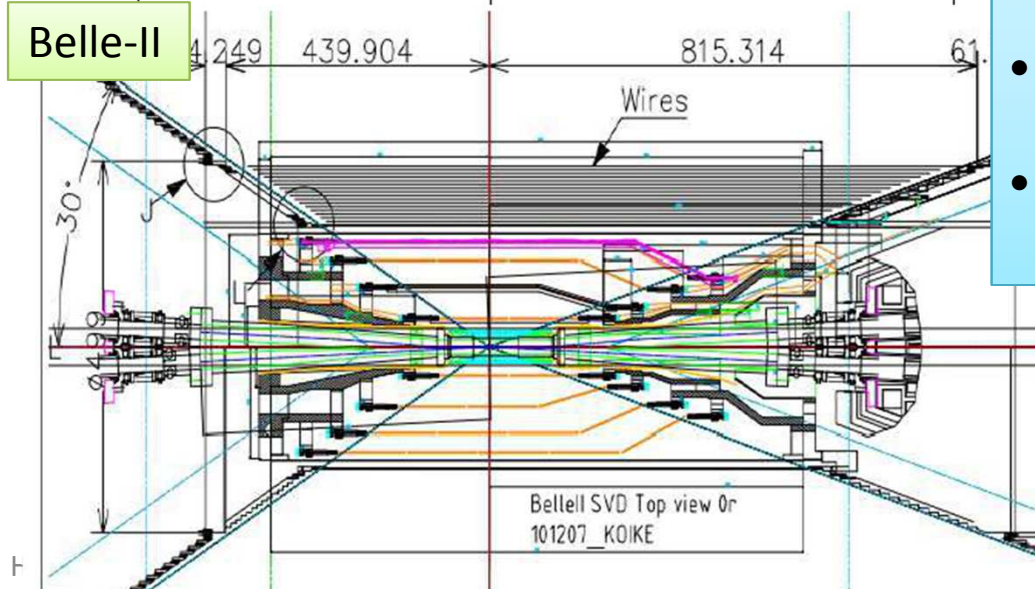 Belle-II
4.249
439.904
815.314
61.
Wires
30°
J
BelleII SVD Top view 0r
101207_KOIKE